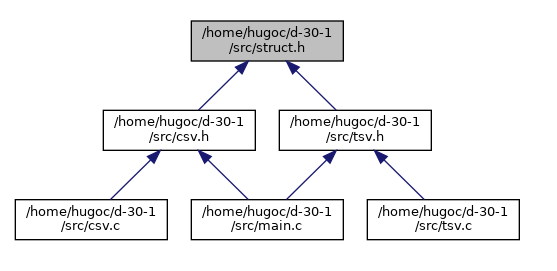 /home/hugoc/d-30-1
/src/struct.h
/home/hugoc/d-30-1
/src/csv.h
/home/hugoc/d-30-1
/src/tsv.h
/home/hugoc/d-30-1
/src/csv.c
/home/hugoc/d-30-1
/src/main.c
/home/hugoc/d-30-1
/src/tsv.c